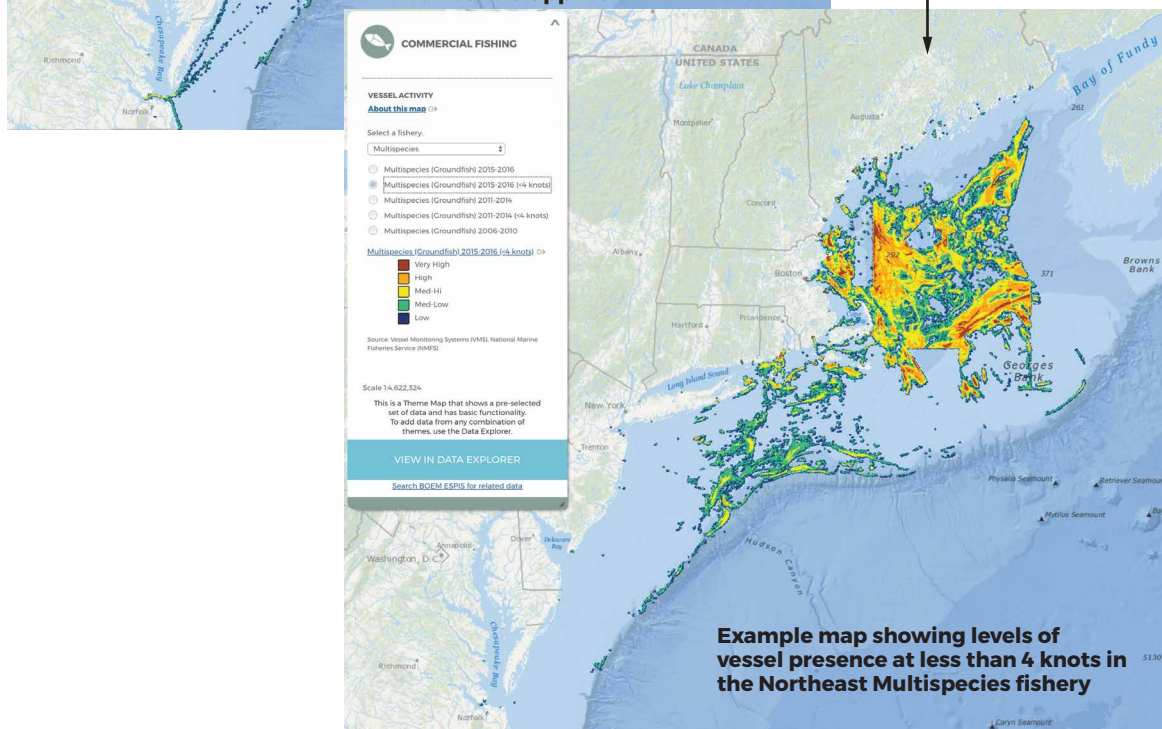 Chesapeake Bay
Richmond
Norfolk
COMMERCIAL FISHING
VESSEL ACTIVITY
About this map
Select a fishery:
Multispecies
Multispecies (Groundfish) 2015-2016
Multispecies (Groundfish) 2015-2016 (<4 knots)
Multispecies (Groundfish) 2011-2014
Multispecies (Groundfish) 2011-2014 (<4 knots)
Multispecies (Groundfish) 2006-2010
Multispecies (Groundfish) 2015-2016 (<4 knots)
Very High
High
Med-Hi
Med-Low
Low
Source: Vessel Monitoring Systems (VMS), National Marine
Fisheries Service (NMFS)
Scale 1:4,622,324
This is a Theme Map that shows a pre-selected
set of data and has basic functionality.
To add data from any combination of
themes, use the Data Explorer.
VIEW IN DATA EXPLORER
Search BOEM ESPIS for related data
CANADA
UNITED STATES
Lake Champlain
Montpelier
Augusta
Bay of Fundy
261
Concord
Albany
Boston
292
371
Browns
Bank
Hartford
Providence
Georges
Bank
Long Island Sound
New York
Trenton
Physalia Seamount
Retriever Seamou
Mytilus Seamount
Ba
Dover
Delaware
Bay
Annapolis
Washington, D.C.
Hudson Canyon
Chesapeake Bay
Richmond
Norfolk
Example map showing levels of
vessel presence at less than 4 knots in
the Northeast Multispecies fishery
5130
Caryn Seamount